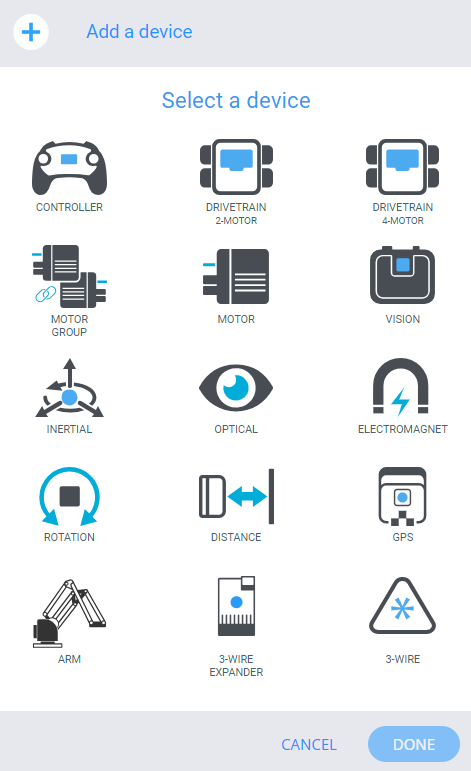 Add a device
Select a device
CONTROLLER
DRIVETRAIN
2-MOTOR
DRIVETRAIN
4-MOTOR
MOTOR
GROUP
MOTOR
VISION
INERTIAL
OPTICAL
ELECTROMAGNET
ROTATION
DISTANCE
GPS
ARM
3-WIRE
EXPANDER
3-WIRE
CANCEL
DONE